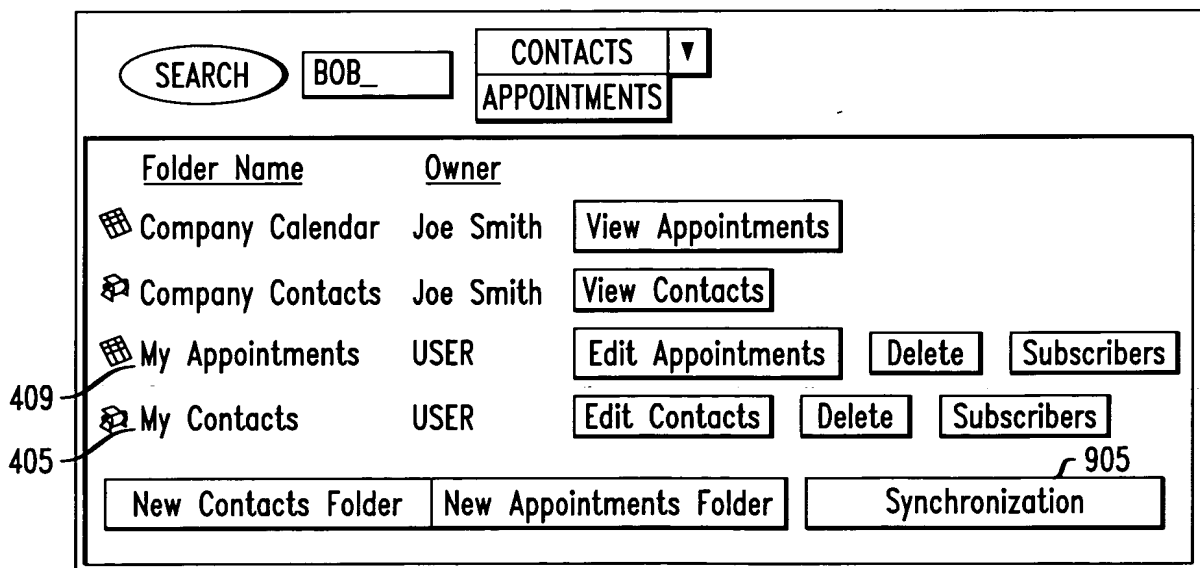 SEARCH BOB_ CONTACTS ▼
APPOINTMENTS
Folder Name Owner
Company Calendar Joe Smith View Appointments
Company Contacts Joe Smith View Contacts
My Appointments USER Edit Appointments Delete Subscribers
409
My Contacts USER Edit Contacts Delete Subscribers
405
905
New Contacts Folder New Appointments Folder Synchronization